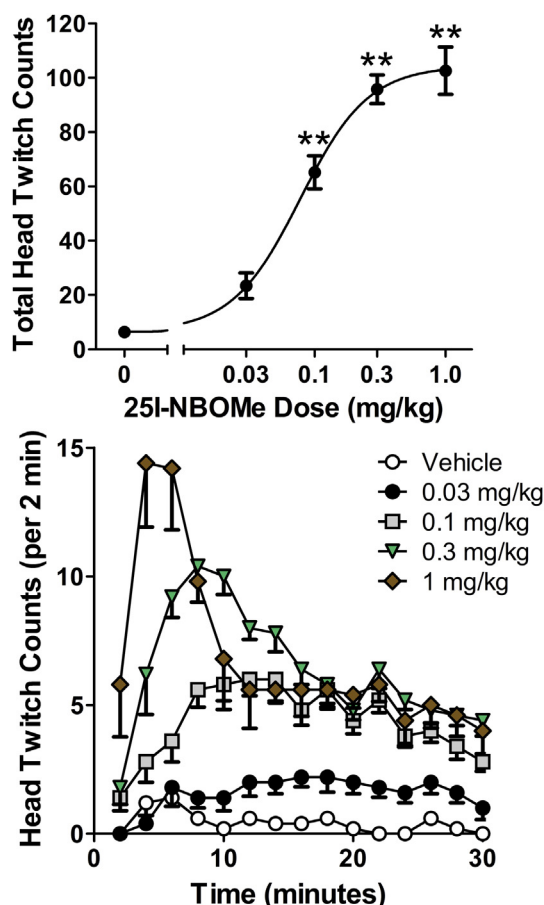 120
100
80
60
40
20
0
Total Head Twitch Counts
**
**
**
0 0.03 0.1 0.3 1.0
25I-NBOMe Dose (mg/kg)
15
10
5
0
Head Twitch Counts (per 2 min)
Vehicle
0.03 mg/kg
0.1 mg/kg
0.3 mg/kg
1 mg/kg
0 10 20 30
Time (minutes)